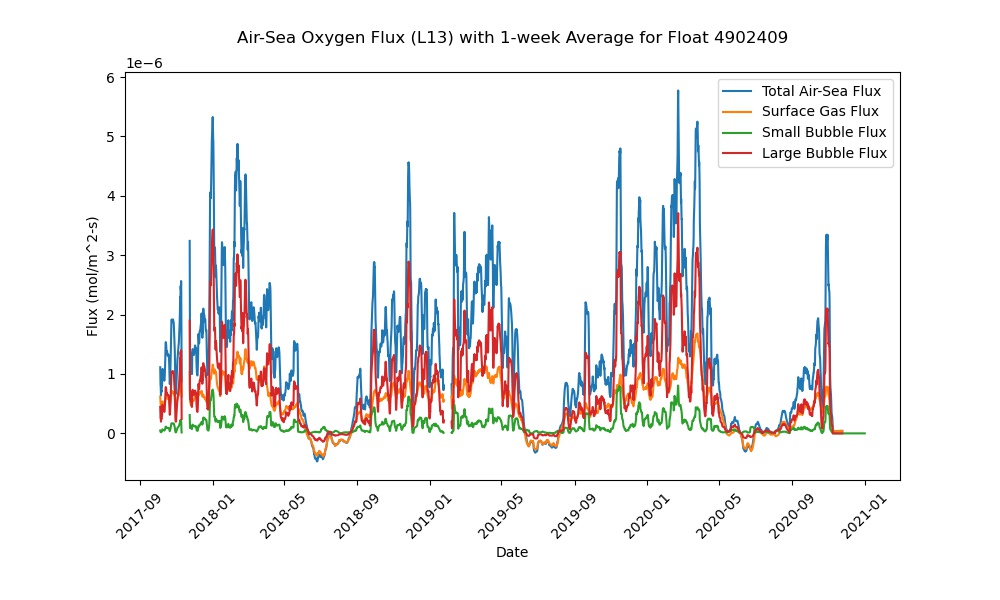 Air-Sea Oxygen Flux (L13) with 1-week Average for Float 4902409
1e−6
6
5
4
3
2
1
0
Flux (mol/m^2-s)
Total Air-Sea Flux
Surface Gas Flux
Small Bubble Flux
Large Bubble Flux
2017-09
2018-01
2018-05
2018-09
2019-01
2019-05
2019-09
2020-01
2020-05
2020-09
2021-01
Date